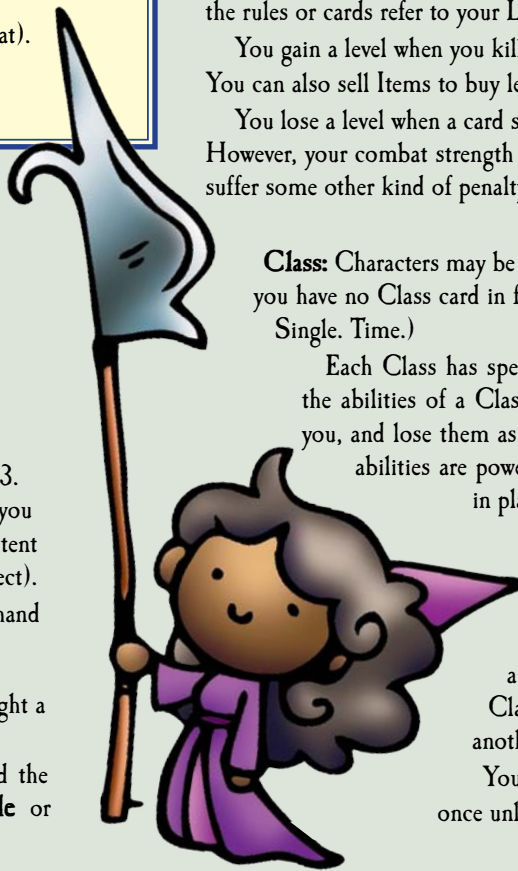 at).
3.
you
tent
ect).
hand
ght a
d the
le or
the rules or cards refer to your L
You gain a level when you kill
You can also sell Items to buy le
You lose a level when a card s
However, your combat strength
suffer some other kind of penalt
Class: Characters may be
you have no Class card in f
Single. Time.)
Each Class has spe
the abilities of a Clas
you, and lose them as
abilities are powe
in pla
a
Cla
anoth
You
once unl